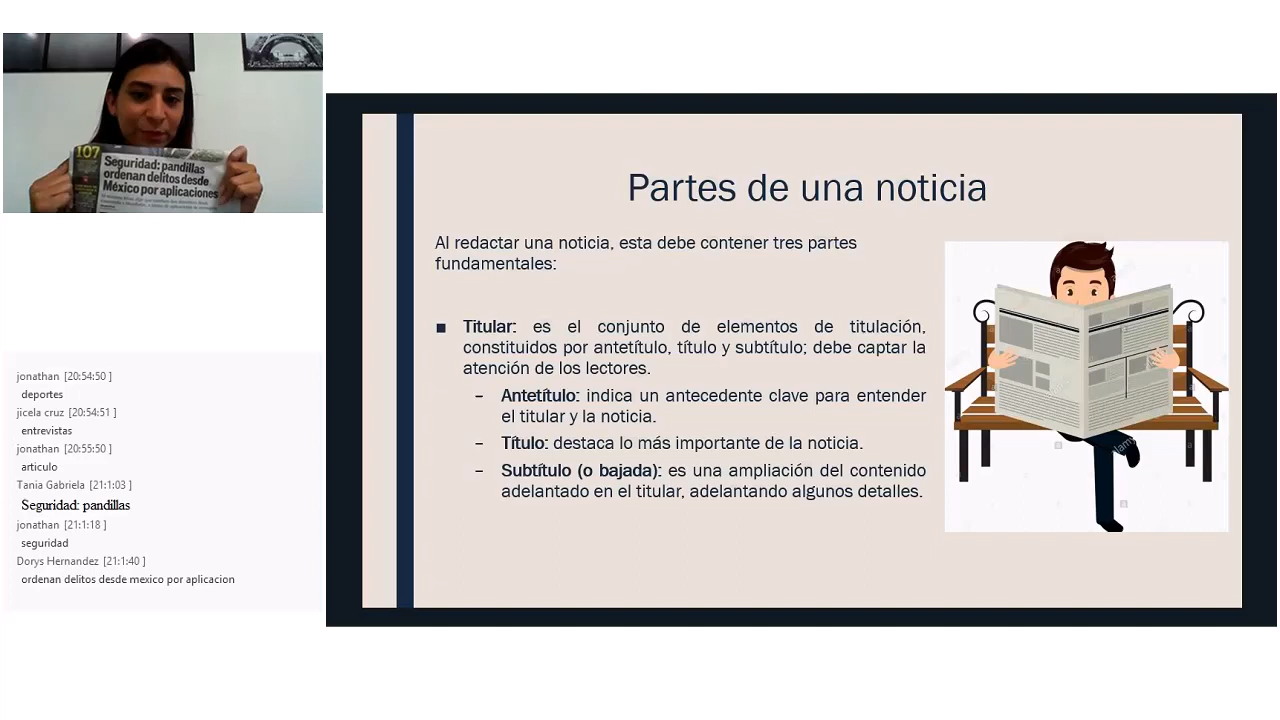 107
Seguridad: pandillas
ordenan delitos desde
México por aplicaciones
Partes de una noticia
Al redactar una noticia, esta debe contener tres partes
fundamentales:
■ Titular: es el conjunto de elementos de titulación,
constituidos por antetítulo, título y subtítulo; debe captar la
atención de los lectores.
– Antetítulo: indica un antecedente clave para entender
el titular y la noticia.
– Título: destaca lo más importante de la noticia.
– Subtítulo (o bajada): es una ampliación del contenido
adelantado en el titular, adelantando algunos detalles.
jonathan [20:54:50 ]
deportes
jicela cruz [20:54:51 ]
entrevistas
jonathan [20:55:50 ]
articulo
Tania Gabriela [21:1:03 ]
Seguridad: pandillas
jonathan [21:1:18 ]
seguridad
Dorys Hernandez [21:1:40 ]
ordenan delitos desde mexico por aplicacion